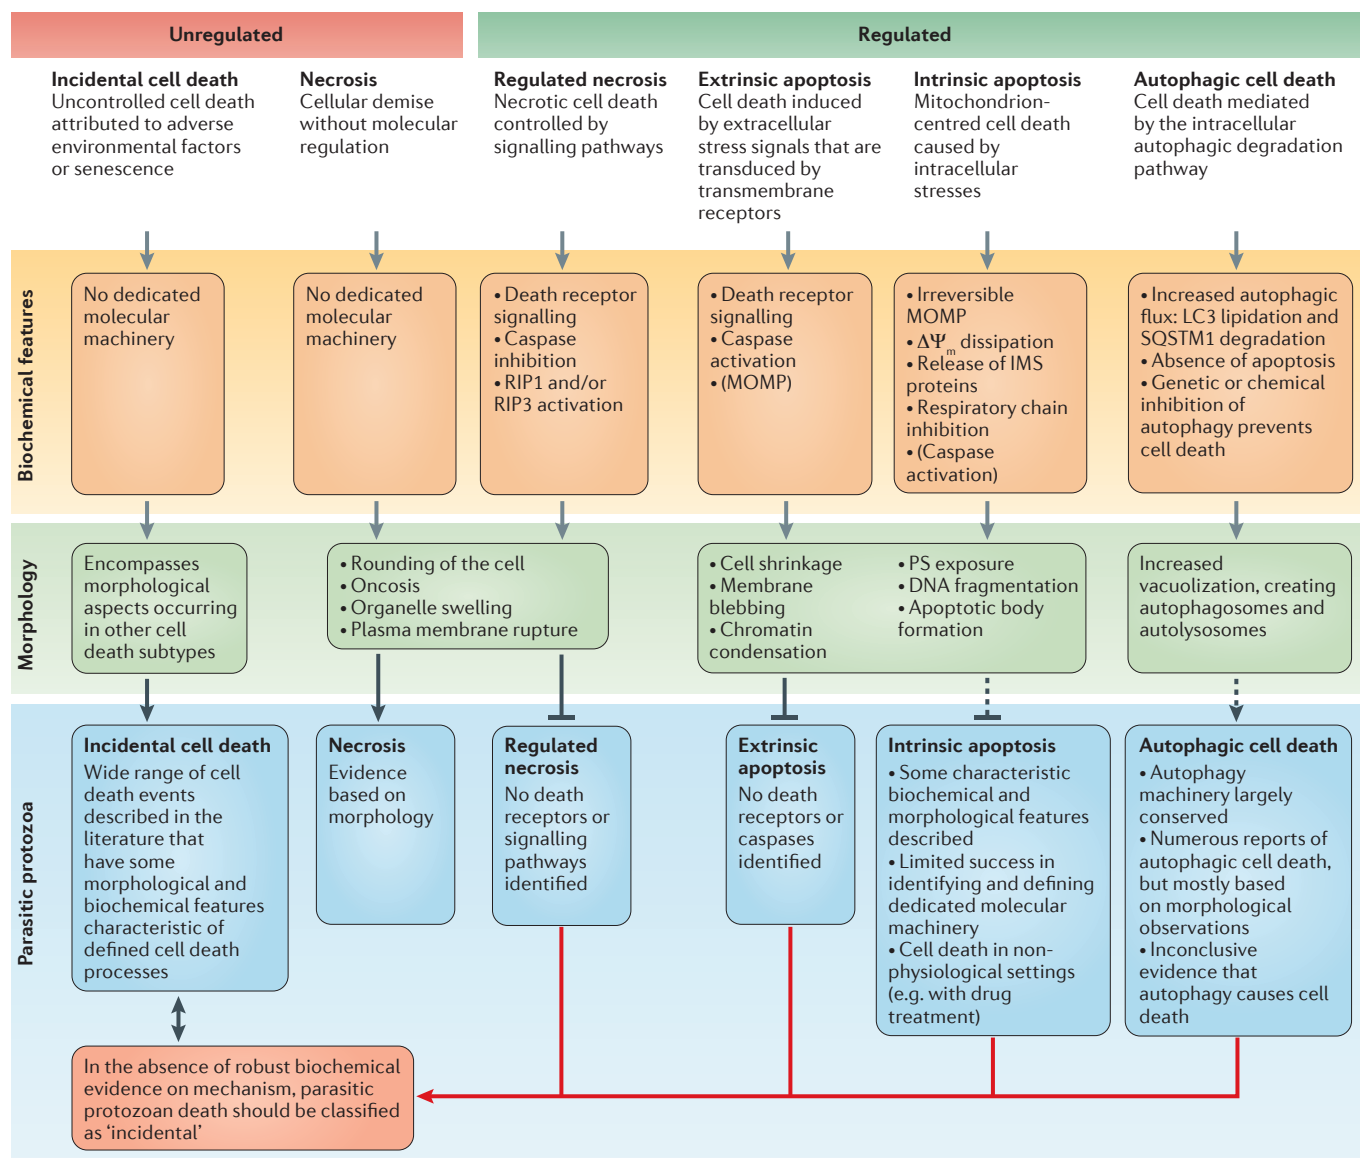 Unregulated
Regulated
Incidental cell death
Uncontrolled cell death
attributed to adverse
environmental factors
or senescence
Necrosis
Cellular demise
without molecular
regulation
Regulated necrosis
Necrotic cell death
controlled by
signalling pathways
Extrinsic apoptosis
Cell death induced
by extracellular
stress signals that are
transduced by
transmembrane
receptors
Intrinsic apoptosis
Mitochondrion-
centred cell death
caused by
intracellular
stresses
Autophagic cell death
Cell death mediated
by the intracellular
autophagic degradation
pathway
Biochemical features
No dedicated
molecular
machinery
No dedicated
molecular
machinery
• Death receptor
signalling
• Caspase
inhibition
• RIP1 and/or
RIP3 activation
• Death receptor
signalling
• Caspase
activation
• (MOMP)
• Irreversible
MOMP
• ΔΨm dissipation
• Release of IMS
proteins
• Respiratory chain
inhibition
• (Caspase
activation)
• Increased autophagic
flux: LC3 lipidation and
SQSTM1 degradation
• Absence of apoptosis
• Genetic or chemical
inhibition of
autophagy prevents
cell death
Morphology
Encompasses
morphological
aspects occurring
in other cell
death subtypes
• Rounding of the cell
• Oncosis
• Organelle swelling
• Plasma membrane rupture
• Cell shrinkage
• Membrane
blebbing
• Chromatin
condensation
• PS exposure
• DNA fragmentation
• Apoptotic body
formation
Increased
vacuolization, creating
autophagosomes and
autolysosomes
Parasitic protozoa
Incidental cell death
Wide range of cell
death events
described in the
literature that
have some
morphological and
biochemical features
characteristic of
defined cell death
processes
Necrosis
Evidence
based on
morphology
Regulated
necrosis
No death
receptors or
signalling
pathways
identified
Extrinsic
apoptosis
No death
receptors or
caspases
identified
Intrinsic apoptosis
• Some characteristic
biochemical and
morphological features
described
• Limited success in
identifying and defining
dedicated molecular
machinery
• Cell death in non-
physiological settings
(e.g. with drug
treatment)
Autophagic cell death
• Autophagy
machinery largely
conserved
• Numerous reports of
autophagic cell death,
but mostly based
on morphological
observations
• Inconclusive
evidence that
autophagy causes cell
death
In the absence of robust biochemical
evidence on mechanism, parasitic
protozoan death should be classified
as ‘incidental’